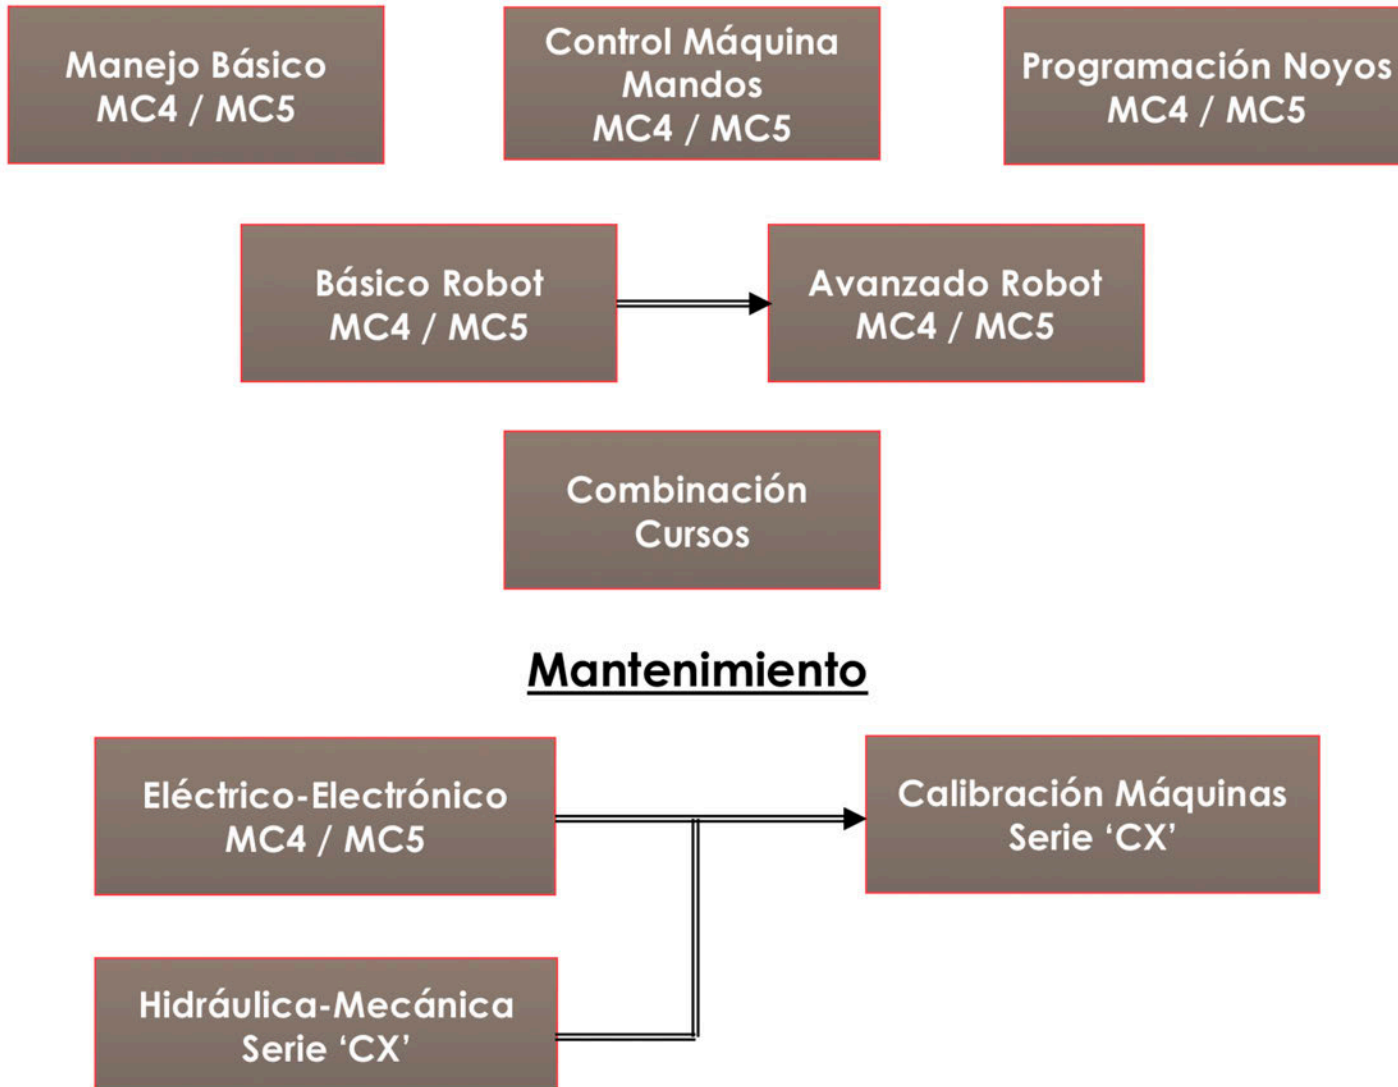 Manejo Básico
MC4 / MC5
Control Máquina
Mandos
MC4 / MC5
Programación Noyos
MC4 / MC5
Básico Robot
MC4 / MC5
Avanzado Robot
MC4 / MC5
Combinación
Cursos
Mantenimiento
Eléctrico-Electrónico
MC4 / MC5
Calibración Máquinas
Serie ‘CX’
Hidráulica-Mecánica
Serie ‘CX’